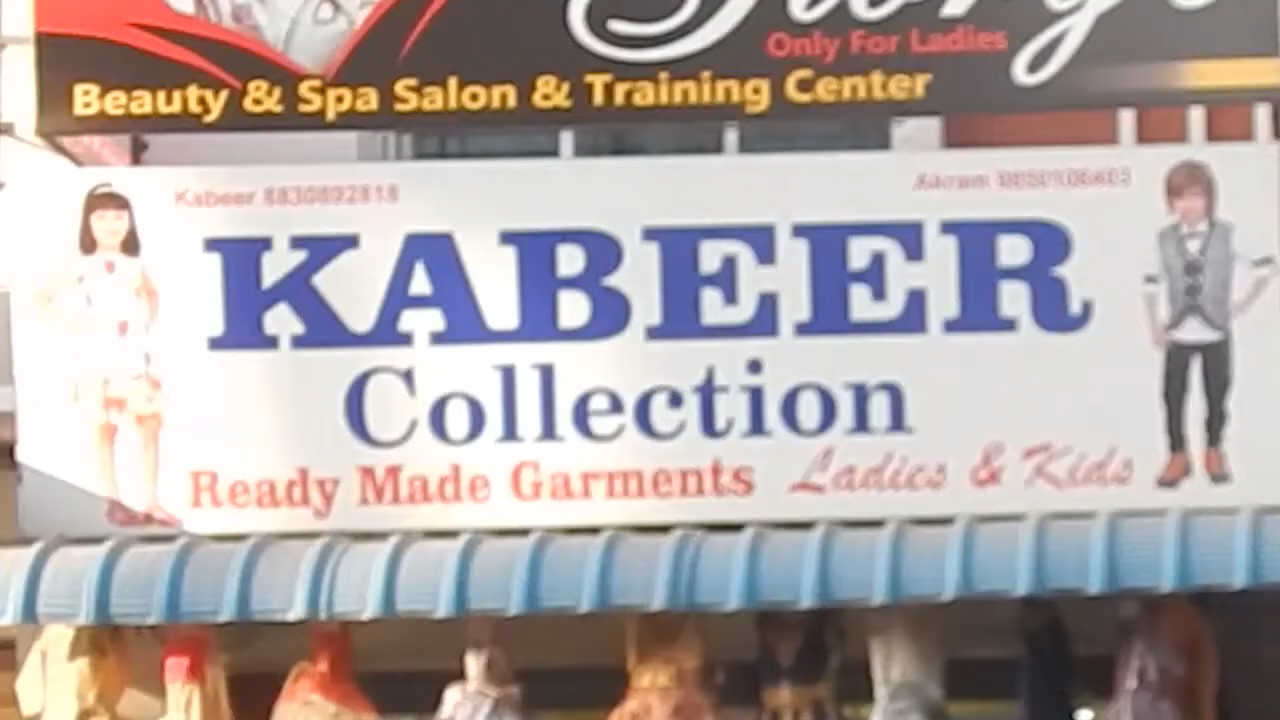 Only For Ladies
Beauty & Spa Salon & Training Center
Kabeer 8830892818
Akram
KABEER
Collection
Ready Made Garments Ladies & Kids